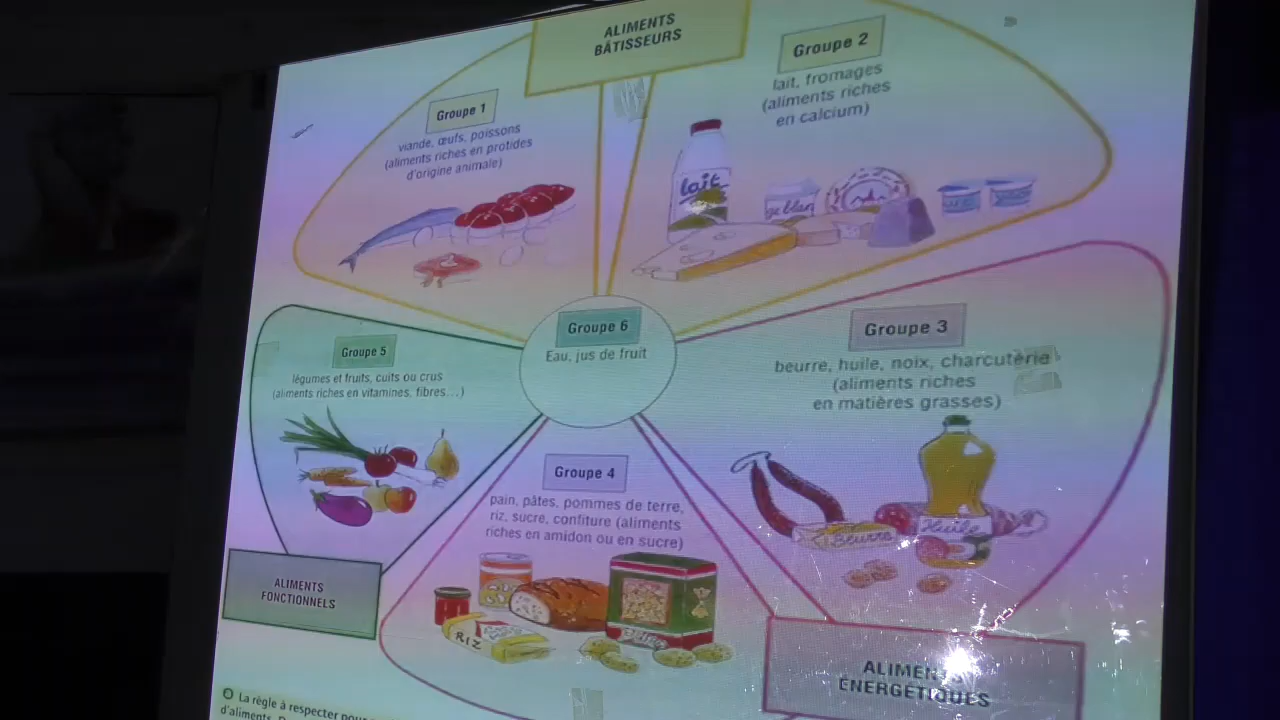 ALIMENTS
BÂTISSEURS
Groupe 1
viande, œufs, poissons
(aliments riches en protides
d'origine animale)
Groupe 2
lait, fromages
(aliments riches
en calcium)
lait
Groupe 6
Eau, jus de fruit
Groupe 5
légumes et fruits, cuits ou crus
(aliments riches en vitamines, fibres...)
Groupe 3
beurre, huile, noix, charcuterie
(aliments riches
en matières grasses)
Huile
Beurre
Groupe 4
pain, pâtes, pommes de terre,
riz, sucre, confiture (aliments
riches en amidon ou en sucre)
RIZ
ALIMENTS
FONCTIONNELS
ALIMENTS
ÉNERGÉTIQUES
La règle à respecter pour
d'aliments.